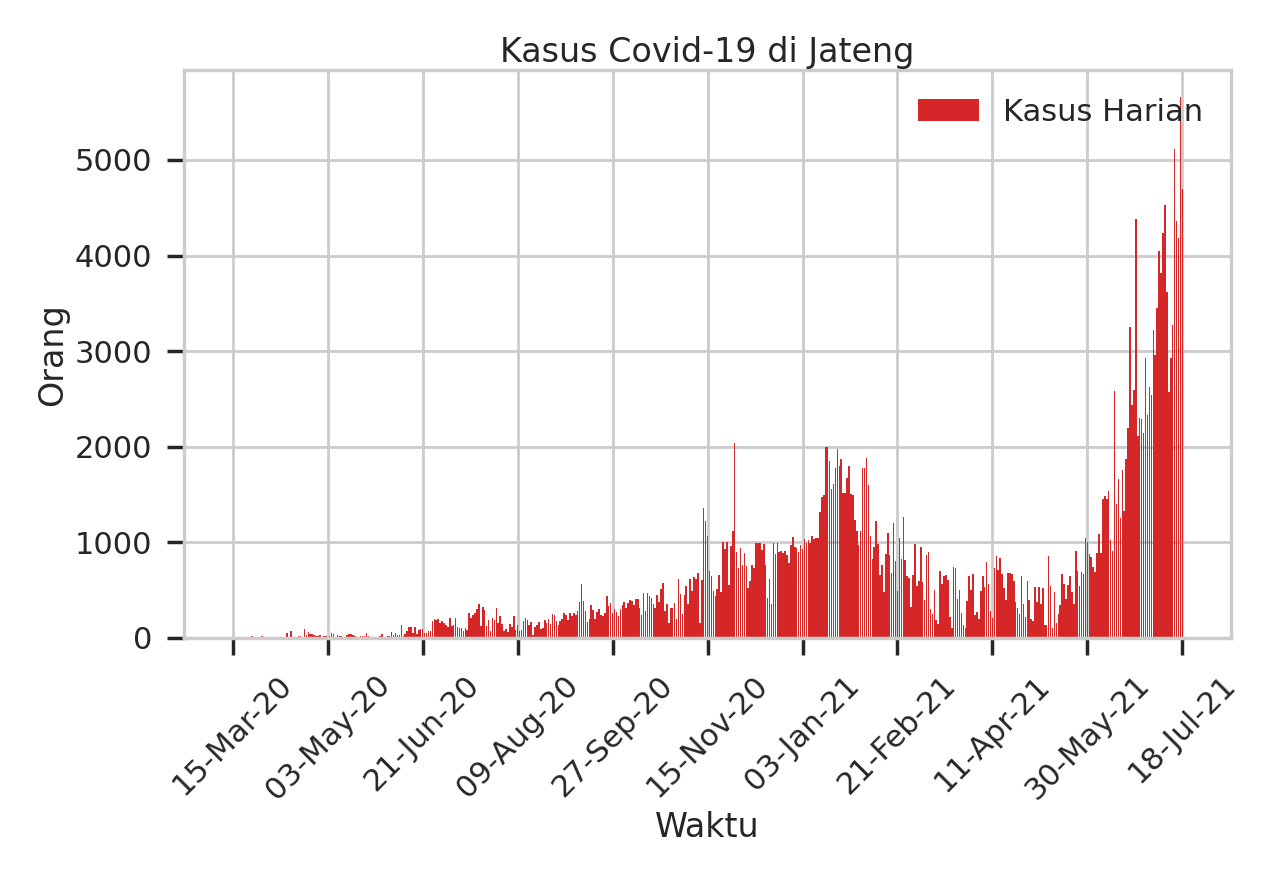 Kasus Covid-19 di Jateng
Kasus Harian
Orang
5000
4000
3000
2000
1000
0
15-Mar-20
03-May-20
21-Jun-20
09-Aug-20
27-Sep-20
15-Nov-20
03-Jan-21
21-Feb-21
11-Apr-21
30-May-21
18-Jul-21
Waktu